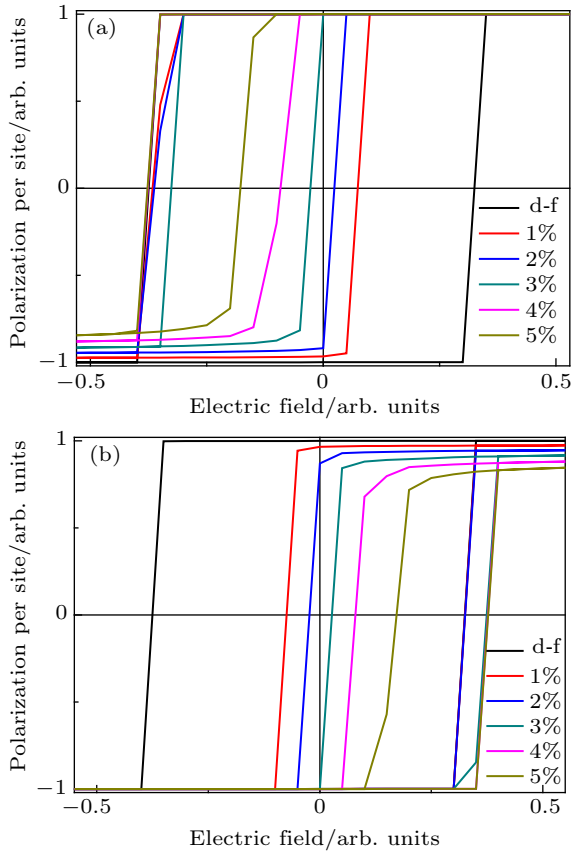 (a)
Polarization per site/arb. units
1
0
−1
d-f
1%
2%
3%
4%
5%
−0.5
0
0.5
Electric field/arb. units
(b)
Polarization per site/arb. units
1
0
−1
d-f
1%
2%
3%
4%
5%
−0.5
0
0.5
Electric field/arb. units